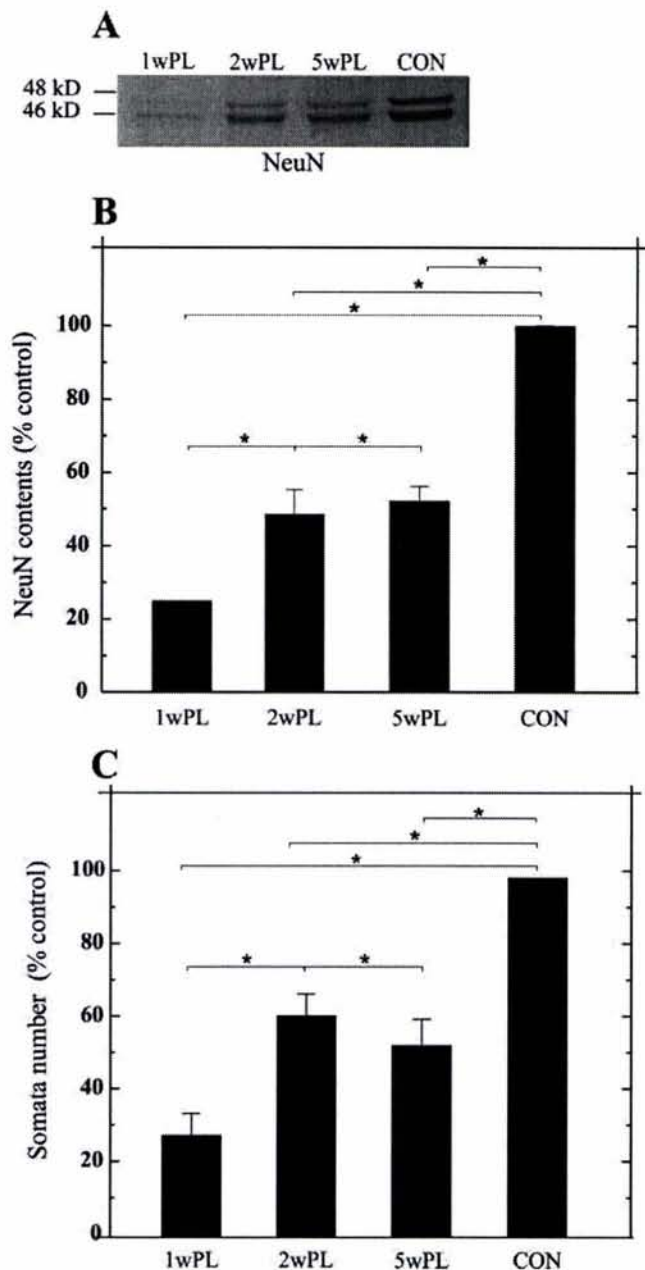 A
1wPL 2wPL 5wPL CON
48 kD
46 kD
NeuN
B
* 
*
*
100
* *
80
60
40
20
0
NeuN contents (% control)
1wPL 2wPL 5wPL CON
C
*
*
*
100
* *
80
60
40
20
0
Somata number (% control)
1wPL 2wPL 5wPL CON